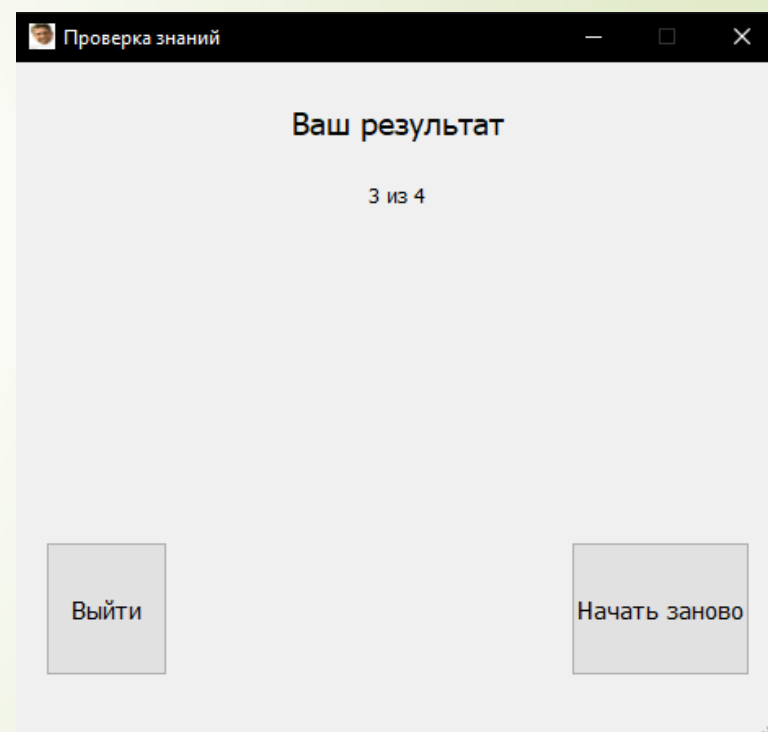 Проверка знаний
Ваш результат
3 из 4
Выйти
Начать заново